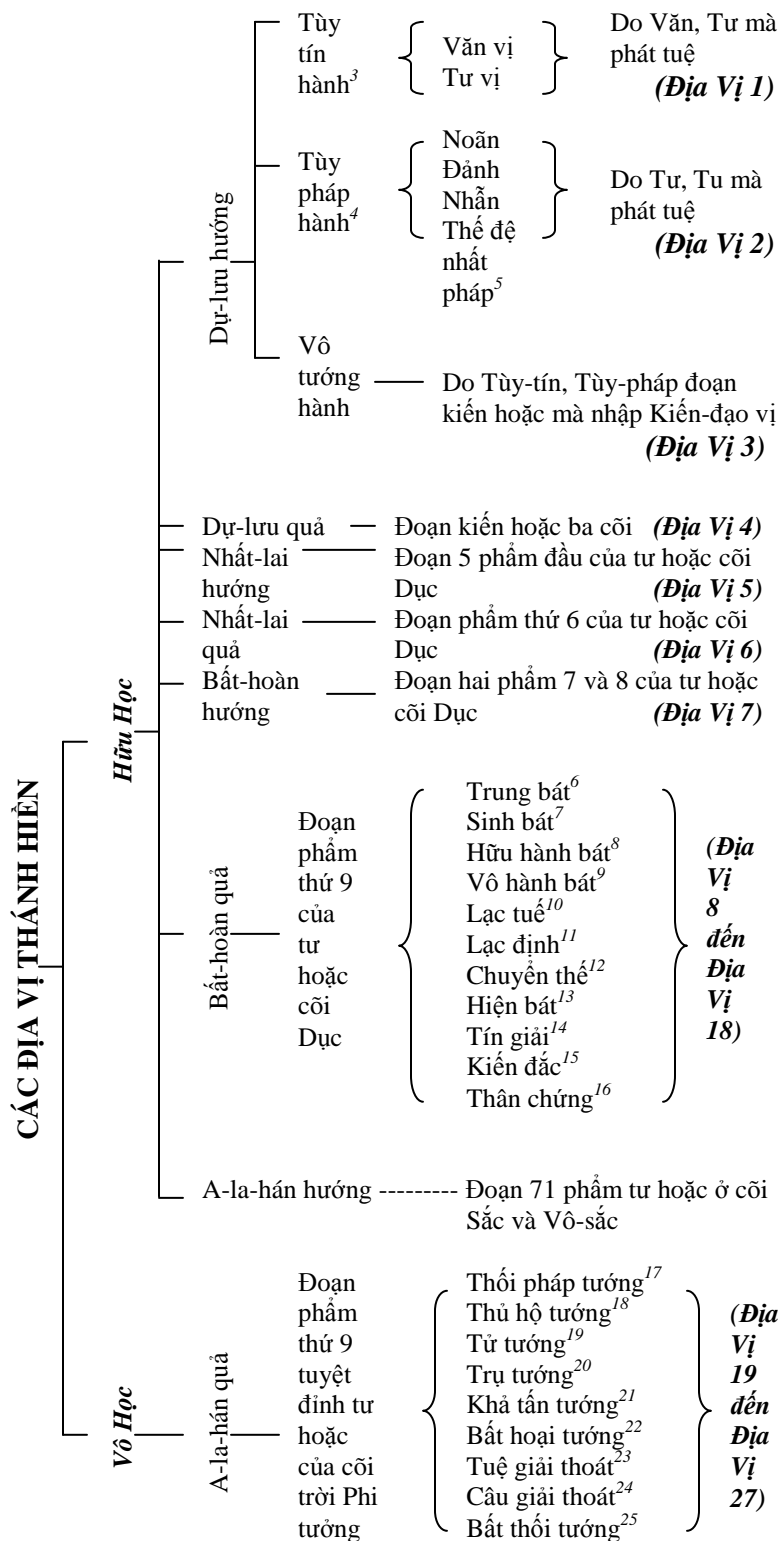 CÁC ĐỊA VỊ THÁNH HIỀN
Hữu Học
Dự-lưu hướng
Tùy
tín
hành3
Văn vị
Tư vị
Do Văn, Tư mà
phát tuệ
(Địa Vị 1)
Tùy
pháp
hành4
Noãn
Đảnh
Nhẫn
Thế đệ
nhất
pháp5
Do Tư, Tu mà
phát tuệ
(Địa Vị 2)
Vô
tướng
hành
Do Tùy-tín, Tùy-pháp đoạn
kiến hoặc mà nhập Kiến-đạo vị
(Địa Vị 3)
Dự-lưu quả
Đoạn kiến hoặc ba cõi (Địa Vị 4)
Nhất-lai
hướng
Đoạn 5 phẩm đầu của tư hoặc cõi
Dục (Địa Vị 5)
Nhất-lai
quả
Đoạn phẩm thứ 6 của tư hoặc cõi
Dục (Địa Vị 6)
Bất-hoàn
hướng
Đoạn hai phẩm 7 và 8 của tư hoặc
cõi Dục (Địa Vị 7)
Bất-hoàn quả
Đoạn
phẩm
thứ 9
của
tư
hoặc
cõi
Dục
Trung bát6
Sinh bát7
Hữu hành bát8
Vô hành bát9
Lạc tuế10
Lạc định11
Chuyển thế12
Hiện bát13
Tín giải14
Kiến đắc15
Thân chứng16
(Địa
Vị
8
đến
Địa
Vị
18)
A-la-hán hướng ---------
Đoạn 71 phẩm tư hoặc ở cõi
Sắc và Vô-sắc
Vô Học
A-la-hán quả
Đoạn
phẩm
thứ 9
tuyệt
đỉnh tư
hoặc
của cõi
trời Phi
tưởng
Thối pháp tướng17
Thủ hộ tướng18
Tử tướng19
Trụ tướng20
Khả tấn tướng21
Bất hoại tướng22
Tuệ giải thoát23
Câu giải thoát24
Bất thối tướng25
(Địa
Vị
19
đến
Địa
Vị
27)